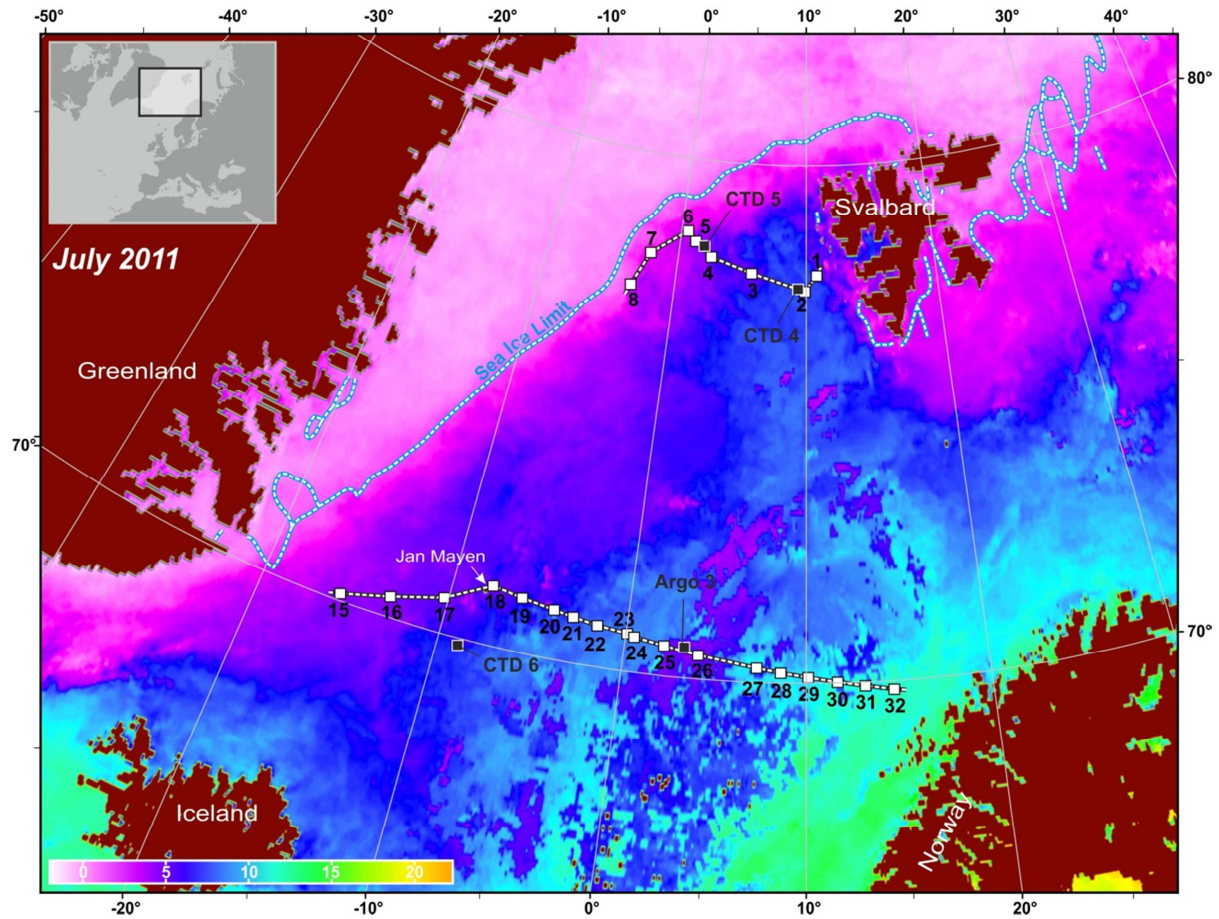 -50° -40° -30° -20° -10° 0° 10° 20° 30° 40°
80°
July 2011
Svalbard
CTD 5
6
5
7
4
1
3
8
2
CTD 4
Sea Ice Limit
Greenland
70°
Jan Mayen
Argo 3
15 16 17 18 19 20 21 22 23 24 25 26 27 28 29 30 31 32
70°
CTD 6
Iceland
Norway
0 5 10 15 20
-20° -10° 0° 10° 20°